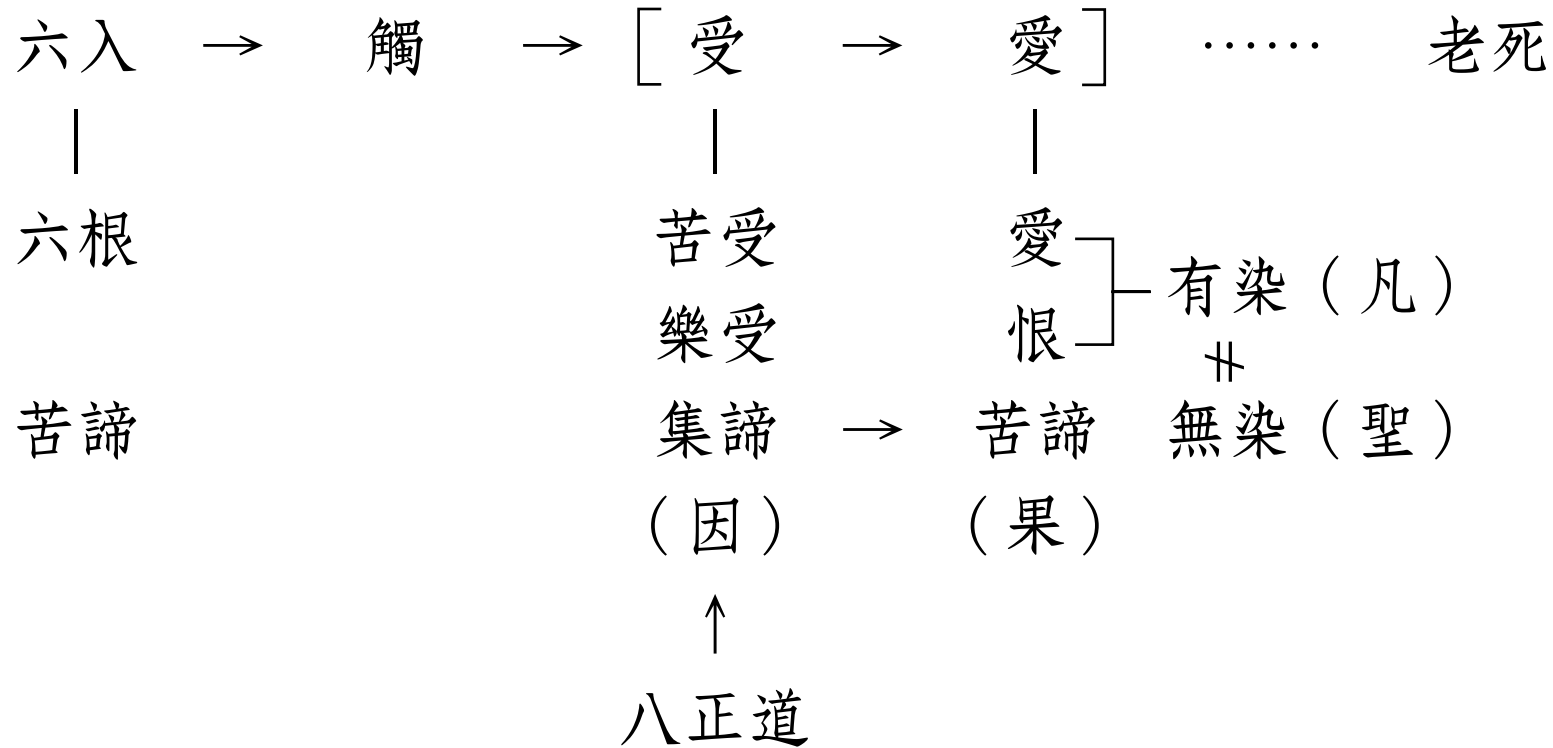 六入 → 觸 → [受 → 愛] ⋯⋯ 老死
六根 苦受 愛
有染(凡)
樂受 恨
苦諦 集諦 → 苦諦 無染(聖)
(因) (果)
↑
八正道